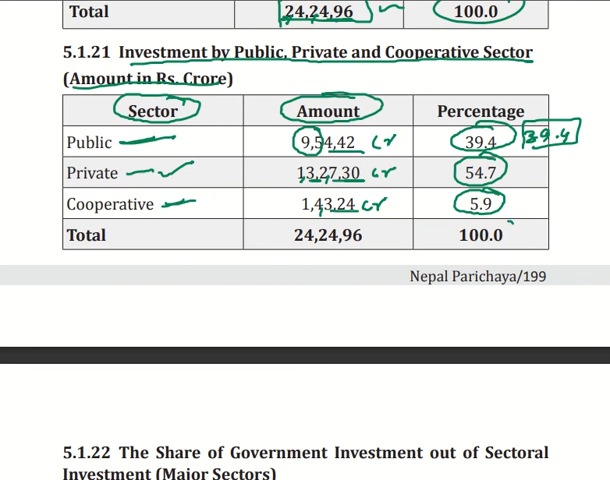 Total 24,24,96 100.0
5.1.21 Investment by Public, Private and Cooperative Sector
(Amount in Rs. Crore)
Sector Amount Percentage
Public 9,54,42 Cr 39,4 39.4
Private 13,27,30 Cr 54.7
Cooperative 1,43,24 Cr 5.9
Total 24,24,96 100.0
Nepal Parichaya/199
5.1.22 The Share of Government Investment out of Sectoral
Investment (Major Sectors)